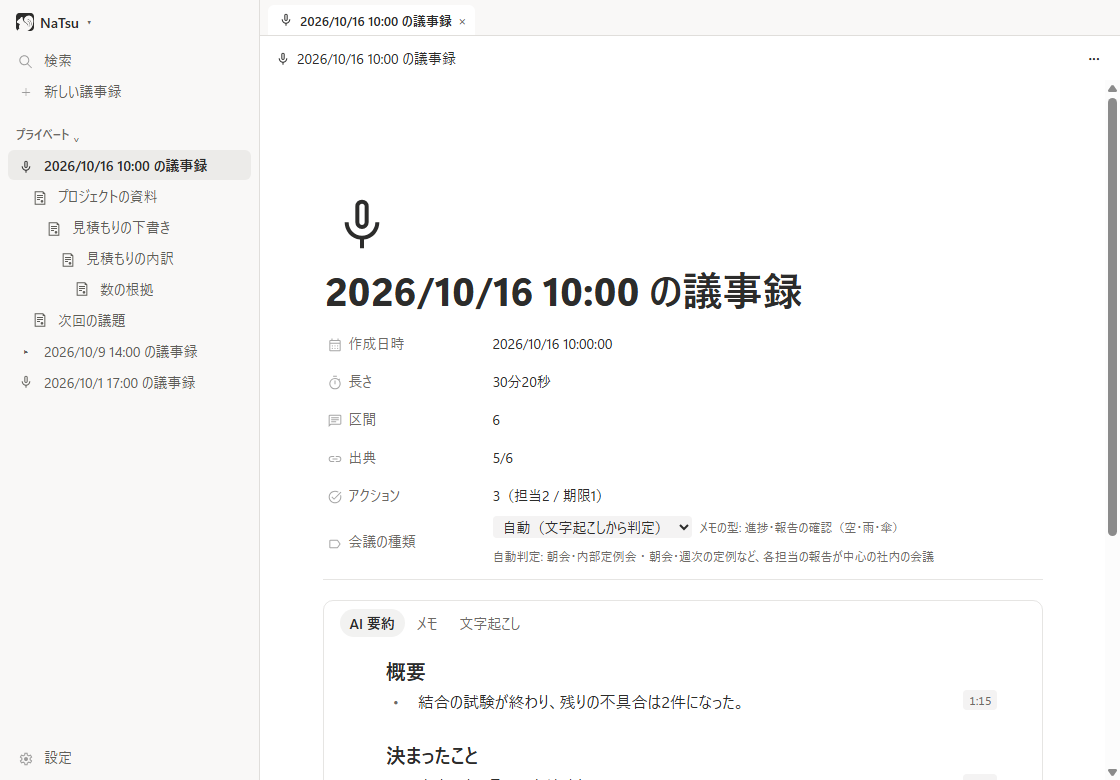 NaTsu
検索
新しい議事録
プライベート
2026/10/16 10:00 の議事録
プロジェクトの資料
見積もりの下書き
見積もりの内訳
数の根拠
次回の議題
2026/10/9 14:00 の議事録
2026/10/1 17:00 の議事録
設定
2026/10/16 10:00 の議事録 ×
2026/10/16 10:00 の議事録
2026/10/16 10:00 の議事録
作成日時 2026/10/16 10:00:00
長さ 30分20秒
区間 6
出典 5/6
アクション 3（担当2 / 期限1）
会議の種類 自動（文字起こしから判定） メモの型: 進捗・報告の確認（空・雨・傘）
自動判定: 朝会・内部定例会 ・ 朝会・週次の定例など、各担当の報告が中心の社内の会議
AI 要約 メモ 文字起こし
概要
• 結合の試験が終わり、残りの不具合は2件になった。 1:15
決まったこと